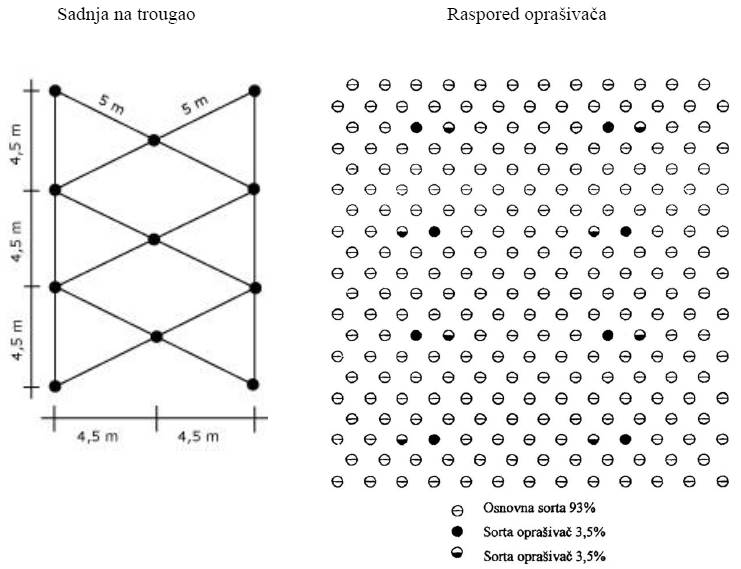 Sadnja na trougao
Raspored oprašivača
5 m
5 m
4,5 m
4,5 m
4,5 m
4,5 m
4,5 m
Osnovna sorta 93%
Sorta oprašivač 3,5%
Sorta oprašivač 3,5%